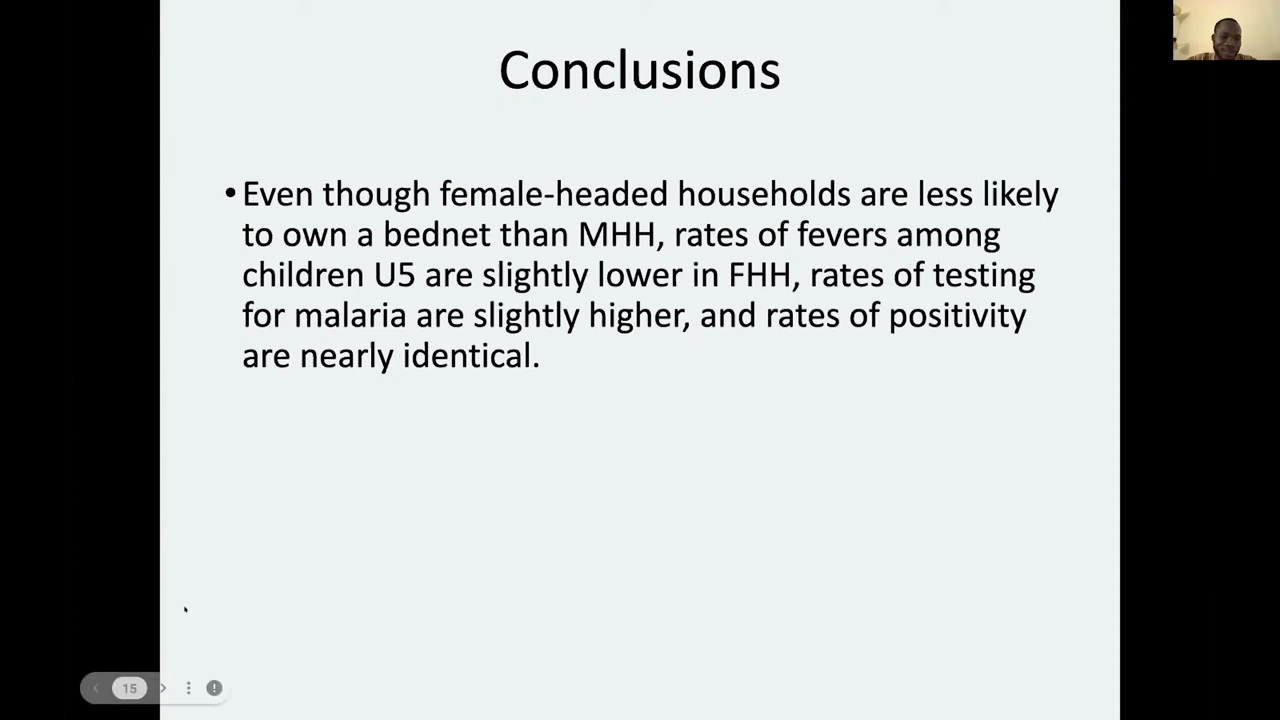 Conclusions
•Even though female-headed households are less likely
to own a bednet than MHH, rates of fevers among
children U5 are slightly lower in FHH, rates of testing
for malaria are slightly higher, and rates of positivity
are nearly identical.
15